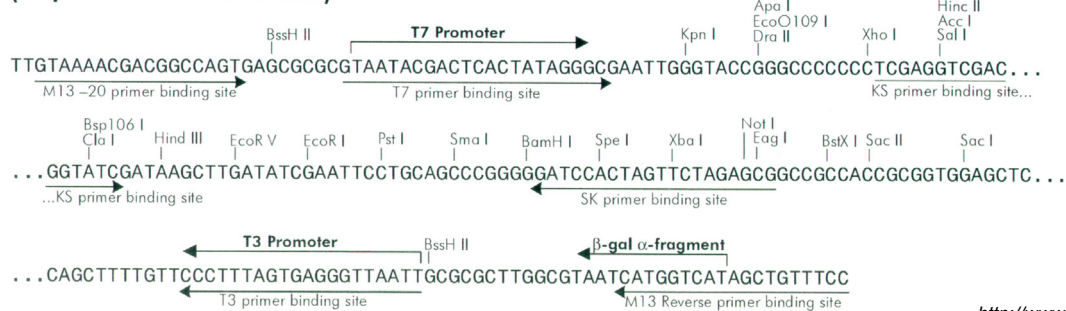 Apa I Hinc II
EcoO109 I Acc I
BssH II T7 Promoter Kpn I Dra II Xho I Sal I
TTGTAAAACGACGGCCAGTGAGCGCGCGTAATACGACTCACTATAGGGCGAATTGGGTACCGGGCCCCCCCTCGAGGTCGAC...
M13 –20 primer binding site T7 primer binding site KS primer binding site...
Bsp106 I Not I
Cla I Hind III EcoR V EcoR I Pst I Sma I BamH I Spe I Xba I Eag I BstX I Sac II Sac I
...GGTATCGATAAGCTTGATATCGAATTCCTGCAGCCCGGGGGATCCACTAGTTCTAGAGCGGCCGCCACCGCGGTGGAGCTC...
...KS primer binding site SK primer binding site
T3 Promoter BssH II β-gal α-fragment
...CAGCTTTTGTTCCCTTTAGTGAGGGTTAATTGCGCGCTTGGCGTAATCATGGTCATAGCTGTTTCC
T3 primer binding site M13 Reverse primer binding site